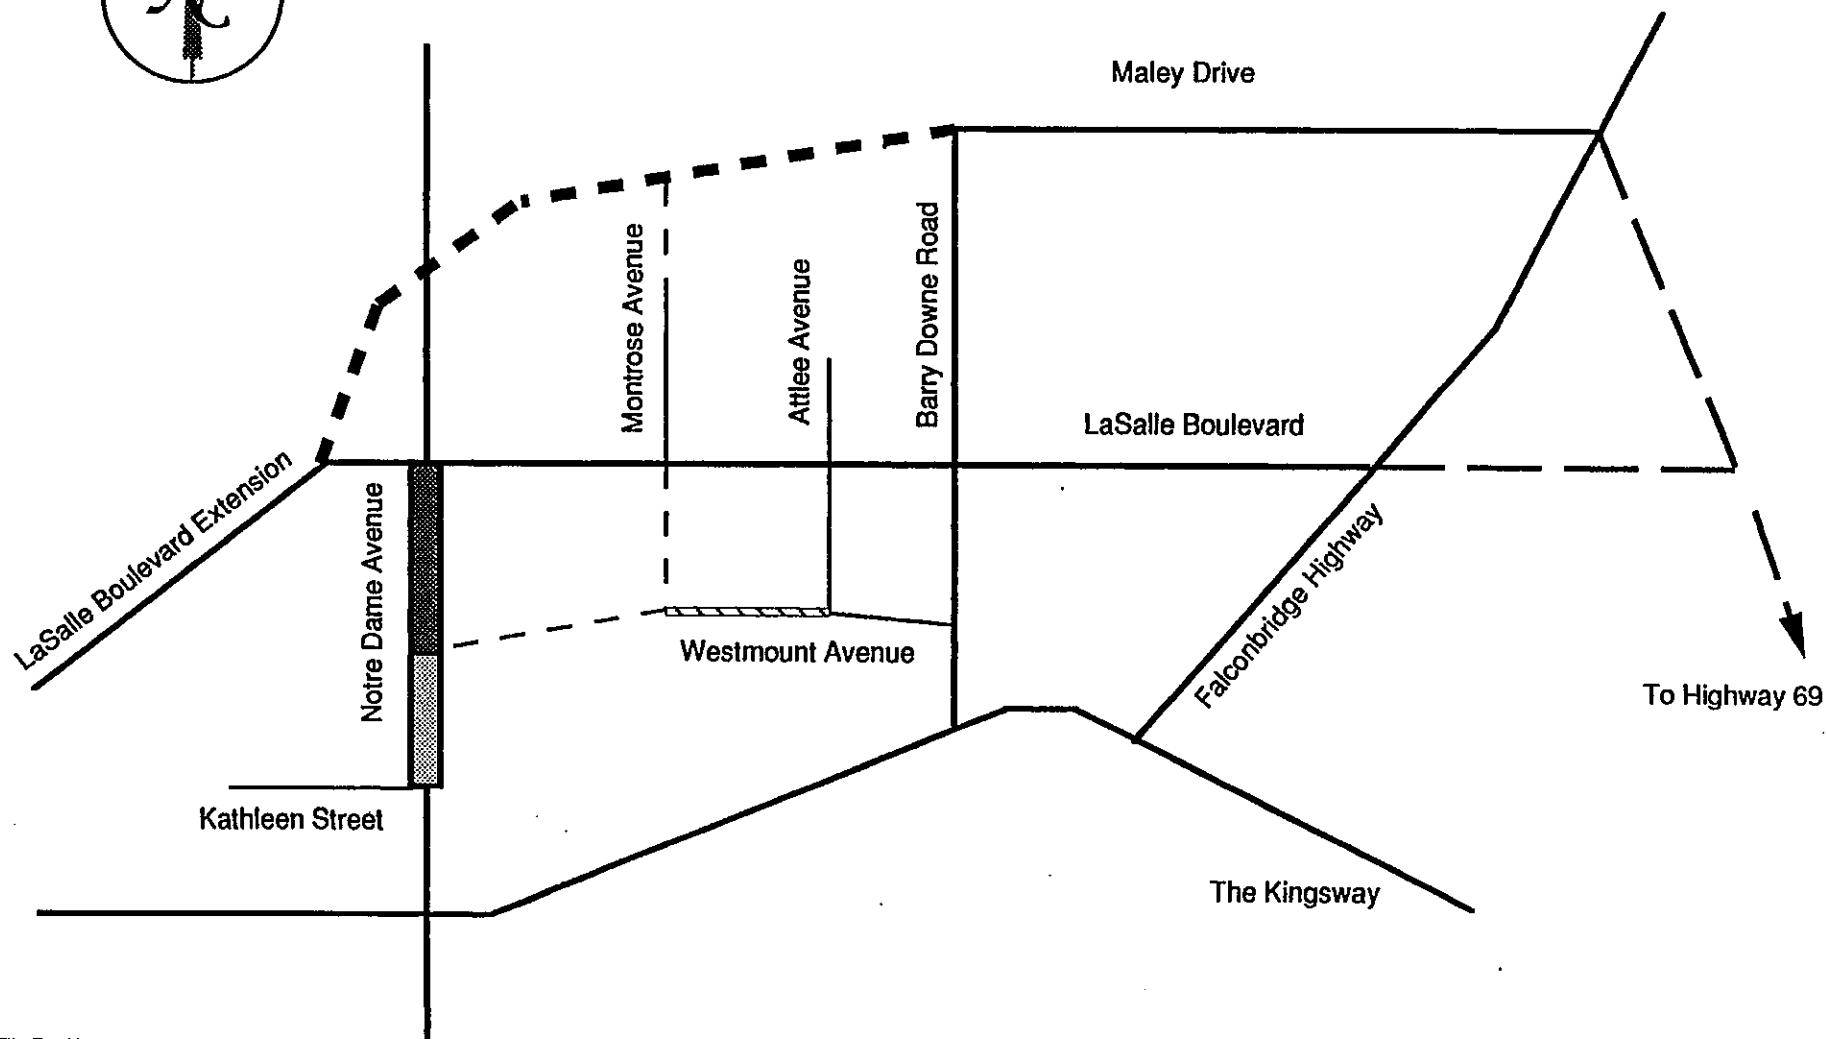 Maley Drive
Montrose Avenue
Attlee Avenue
Barry Downe Road
LaSalle Boulevard
LaSalle Boulevard Extension
Notre Dame Avenue
Westmount Avenue
Falconbridge Highway
To Highway 69
Kathleen Street
The Kingsway